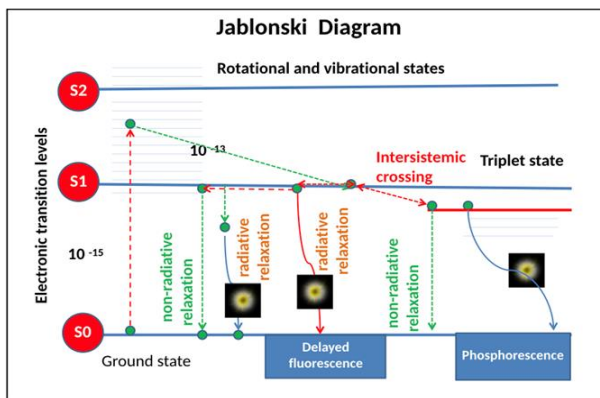 Jablonski Diagram
S2
Rotational and vibrational states
10 -13
Intersistemic
crossing
Triplet state
S1
Electronic transition levels
10 -15
non-radiative
relaxation
radiative
relaxation
radiative
relaxation
non-radiative
relaxation
S0
Ground state
Delayed
fluorescence
Phosphorescence